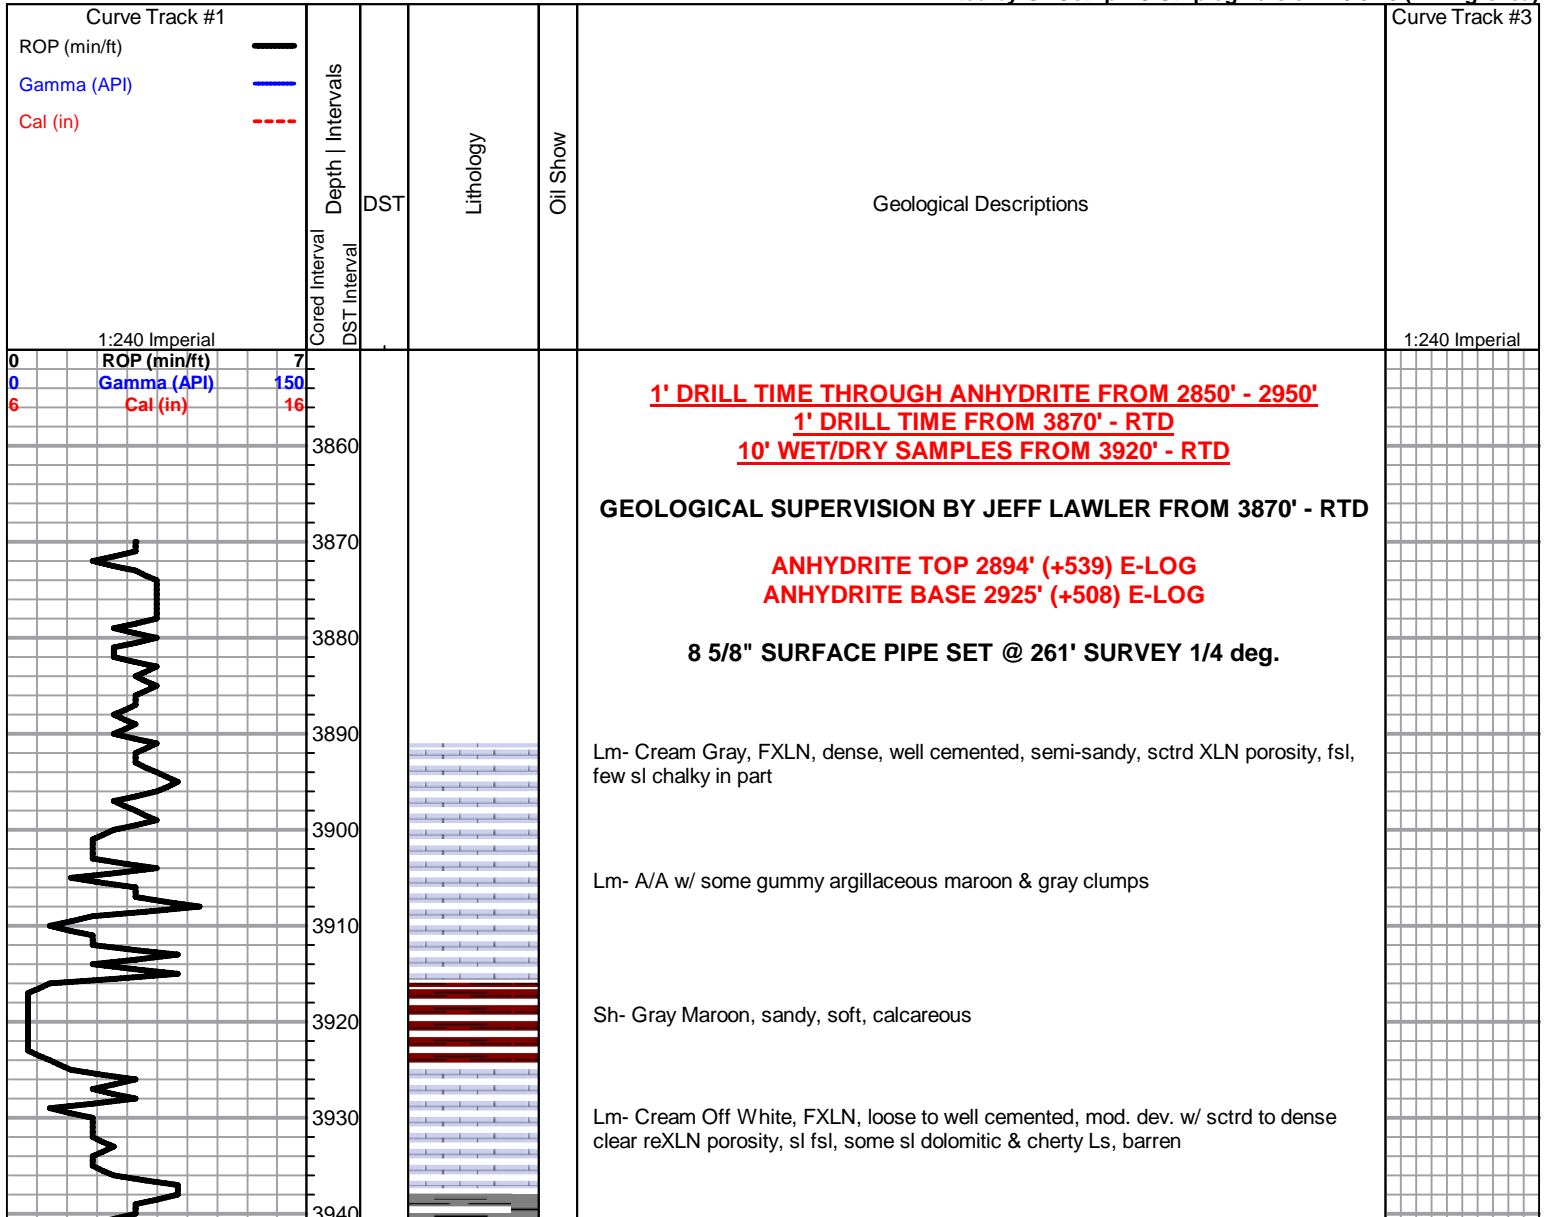 Curve Track #1
ROP (min/ft)
Gamma (API)
Cal (in)
1:240 Imperial
Depth | Intervals
Cored Interval
DST Interval
DST
Lithology
Oil Show
Geological Descriptions
Curve Track #3
1:240 Imperial
0 ROP (min/ft) 7
0 Gamma (API) 150
6 Cal (in) 16
1' DRILL TIME THROUGH ANHYDRITE FROM 2850' - 2950'
1' DRILL TIME FROM 3870' - RTD
10' WET/DRY SAMPLES FROM 3920' - RTD
3860
GEOLOGICAL SUPERVISION BY JEFF LAWLER FROM 3870' - RTD
3870
ANHYDRITE TOP 2894' (+539) E-LOG
ANHYDRITE BASE 2925' (+508) E-LOG
3880
8 5/8" SURFACE PIPE SET @ 261' SURVEY 1/4 deg.
3890
Lm- Cream Gray, FXLN, dense, well cemented, semi-sandy, sctrd XLN porosity, fsl,
few sl chalky in part
3900
Lm- A/A w/ some gummy argillaceous maroon & gray clumps
3910
Sh- Gray Maroon, sandy, soft, calcareous
3920
3930
Lm- Cream Off White, FXLN, loose to well cemented, mod. dev. w/ sctrd to dense
clear reXLN porosity, sl fsl, some sl dolomitic & cherty Ls, barren
3940